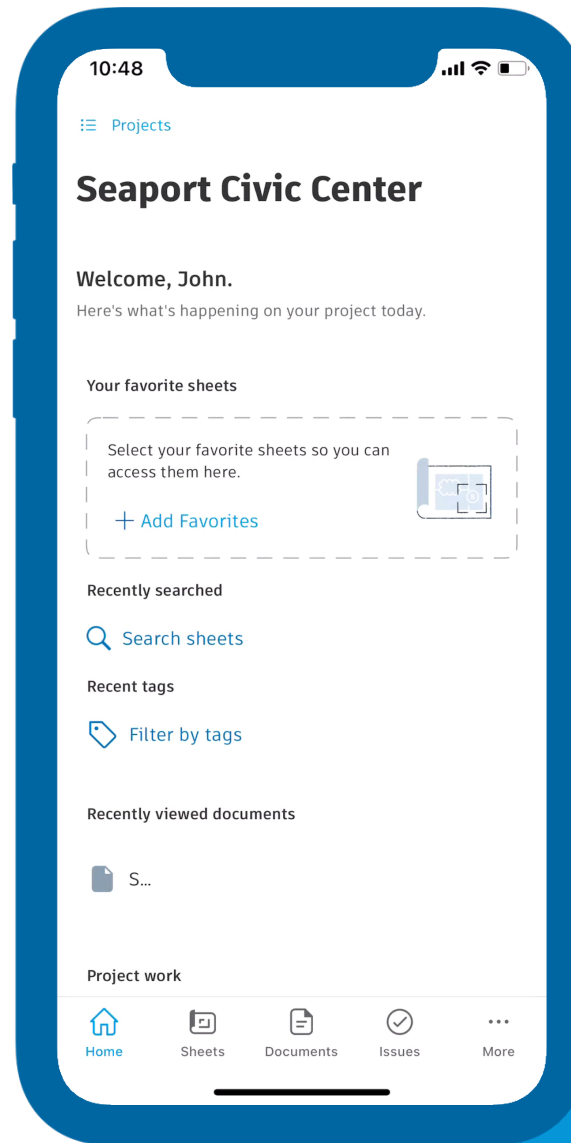 10:48
Projects
Seaport Civic Center
Welcome, John.
Here's what's happening on your project today.
Your favorite sheets
Select your favorite sheets so you can
access them here.
+ Add Favorites
Recently searched
Search sheets
Recent tags
Filter by tags
Recently viewed documents
S...
Project work
Home Sheets Documents Issues More